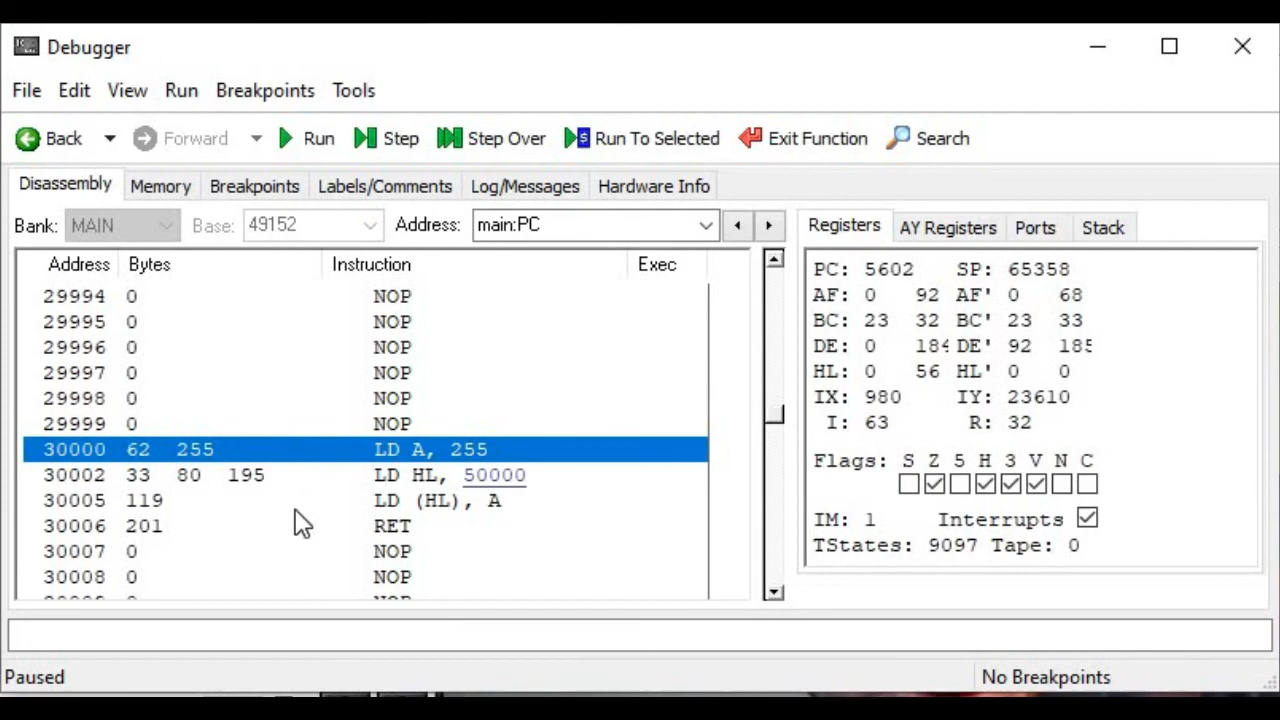 Debugger
File Edit View Run Breakpoints Tools
Back Forward Run Step Step Over Run To Selected Exit Function Search
Disassembly Memory Breakpoints Labels/Comments Log/Messages Hardware Info
Bank: MAIN Base: 49152 Address: main:PC
Address Bytes Instruction Exec
29994 0 NOP
29995 0 NOP
29996 0 NOP
29997 0 NOP
29998 0 NOP
29999 0 NOP
30000 62 255 LD A, 255
30002 33 80 195 LD HL, 50000
30005 119 LD (HL), A
30006 201 RET
30007 0 NOP
30008 0 NOP
Registers AY Registers Ports Stack
PC: 5602 SP: 65358
AF: 0 92 AF' 0 68
BC: 23 32 BC' 23 33
DE: 0 184 DE' 92 185
HL: 0 56 HL' 0 0
IX: 980 IY: 23610
I: 63 R: 32
Flags: S Z 5 H 3 V N C
IM: 1 Interrupts
TStates: 9097 Tape: 0
Paused
No Breakpoints